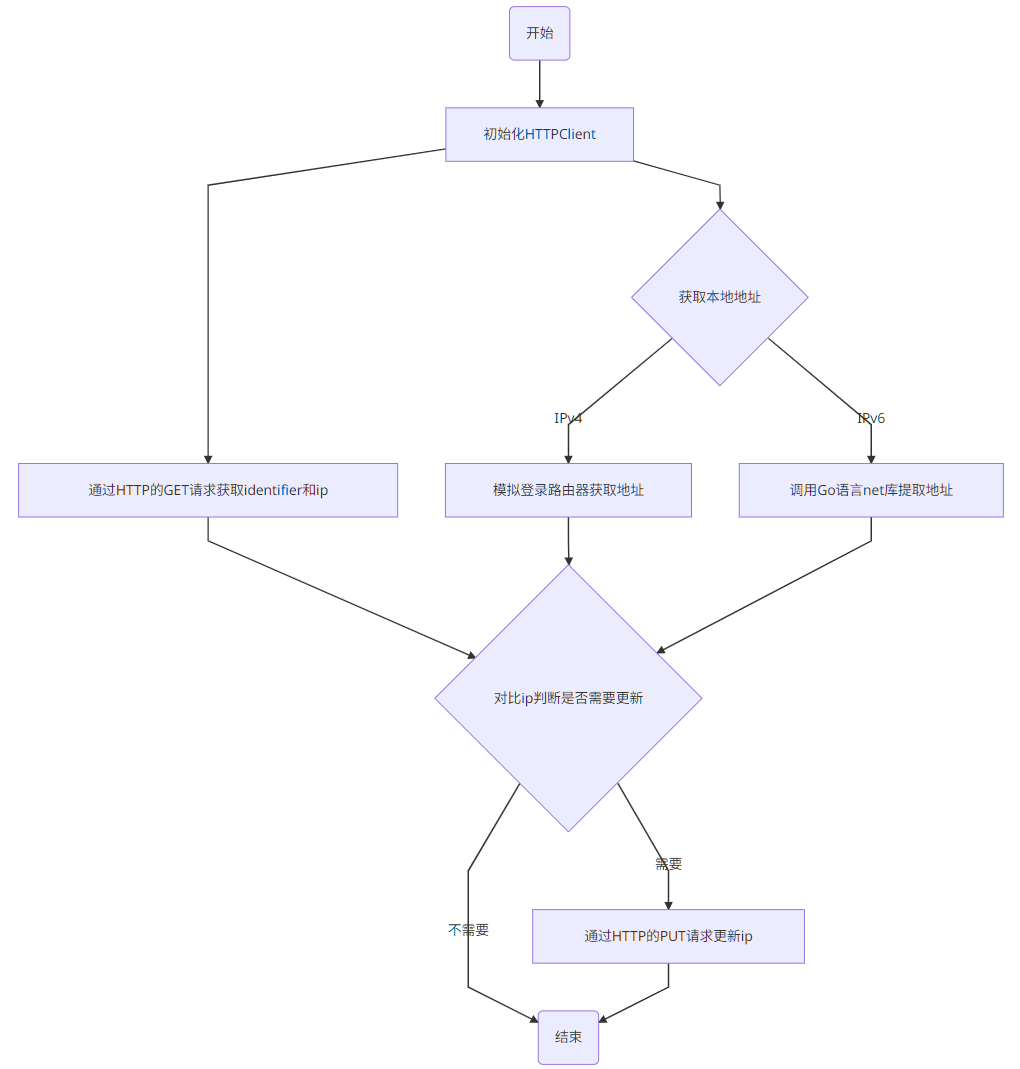 开始
初始化HTTPClient
获取本地地址
IPv4
IPv6
通过HTTP的GET请求获取identifier和ip
模拟登录路由器获取地址
调用Go语言net库提取地址
对比ip判断是否需要更新
需要
不需要
通过HTTP的PUT请求更新ip
结束